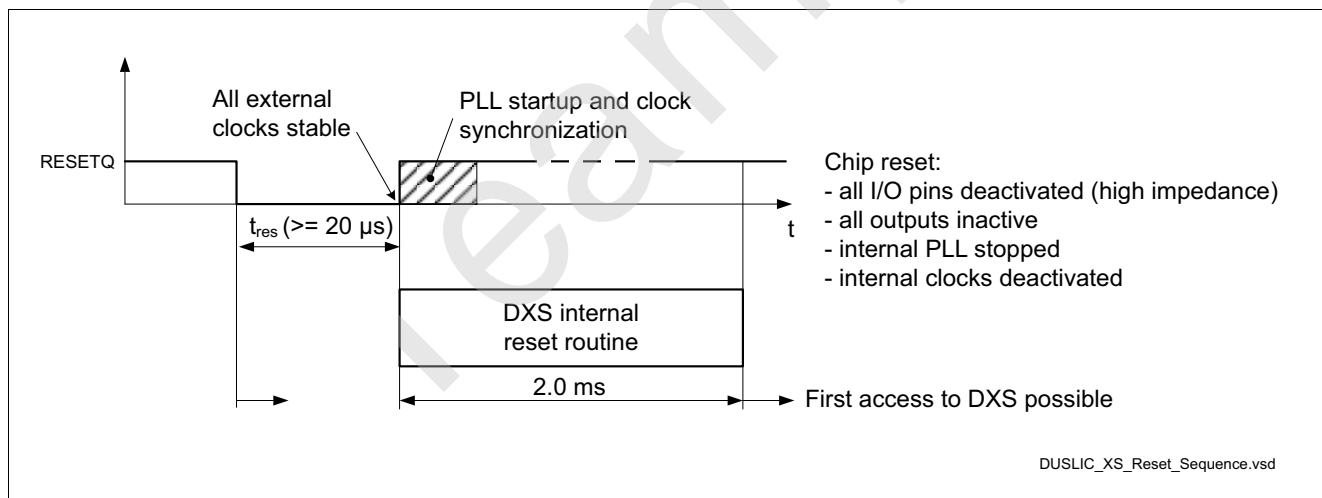 All external
clocks stable
PLL startup and clock
synchronization
RESETQ
t
tres (>= 20 µs)
Chip reset:
- all I/O pins deactivated (high impedance)
- all outputs inactive
- internal PLL stopped
- internal clocks deactivated
DXS internal
reset routine
2.0 ms
First access to DXS possible
DUSLIC_XS_Reset_Sequence.vsd